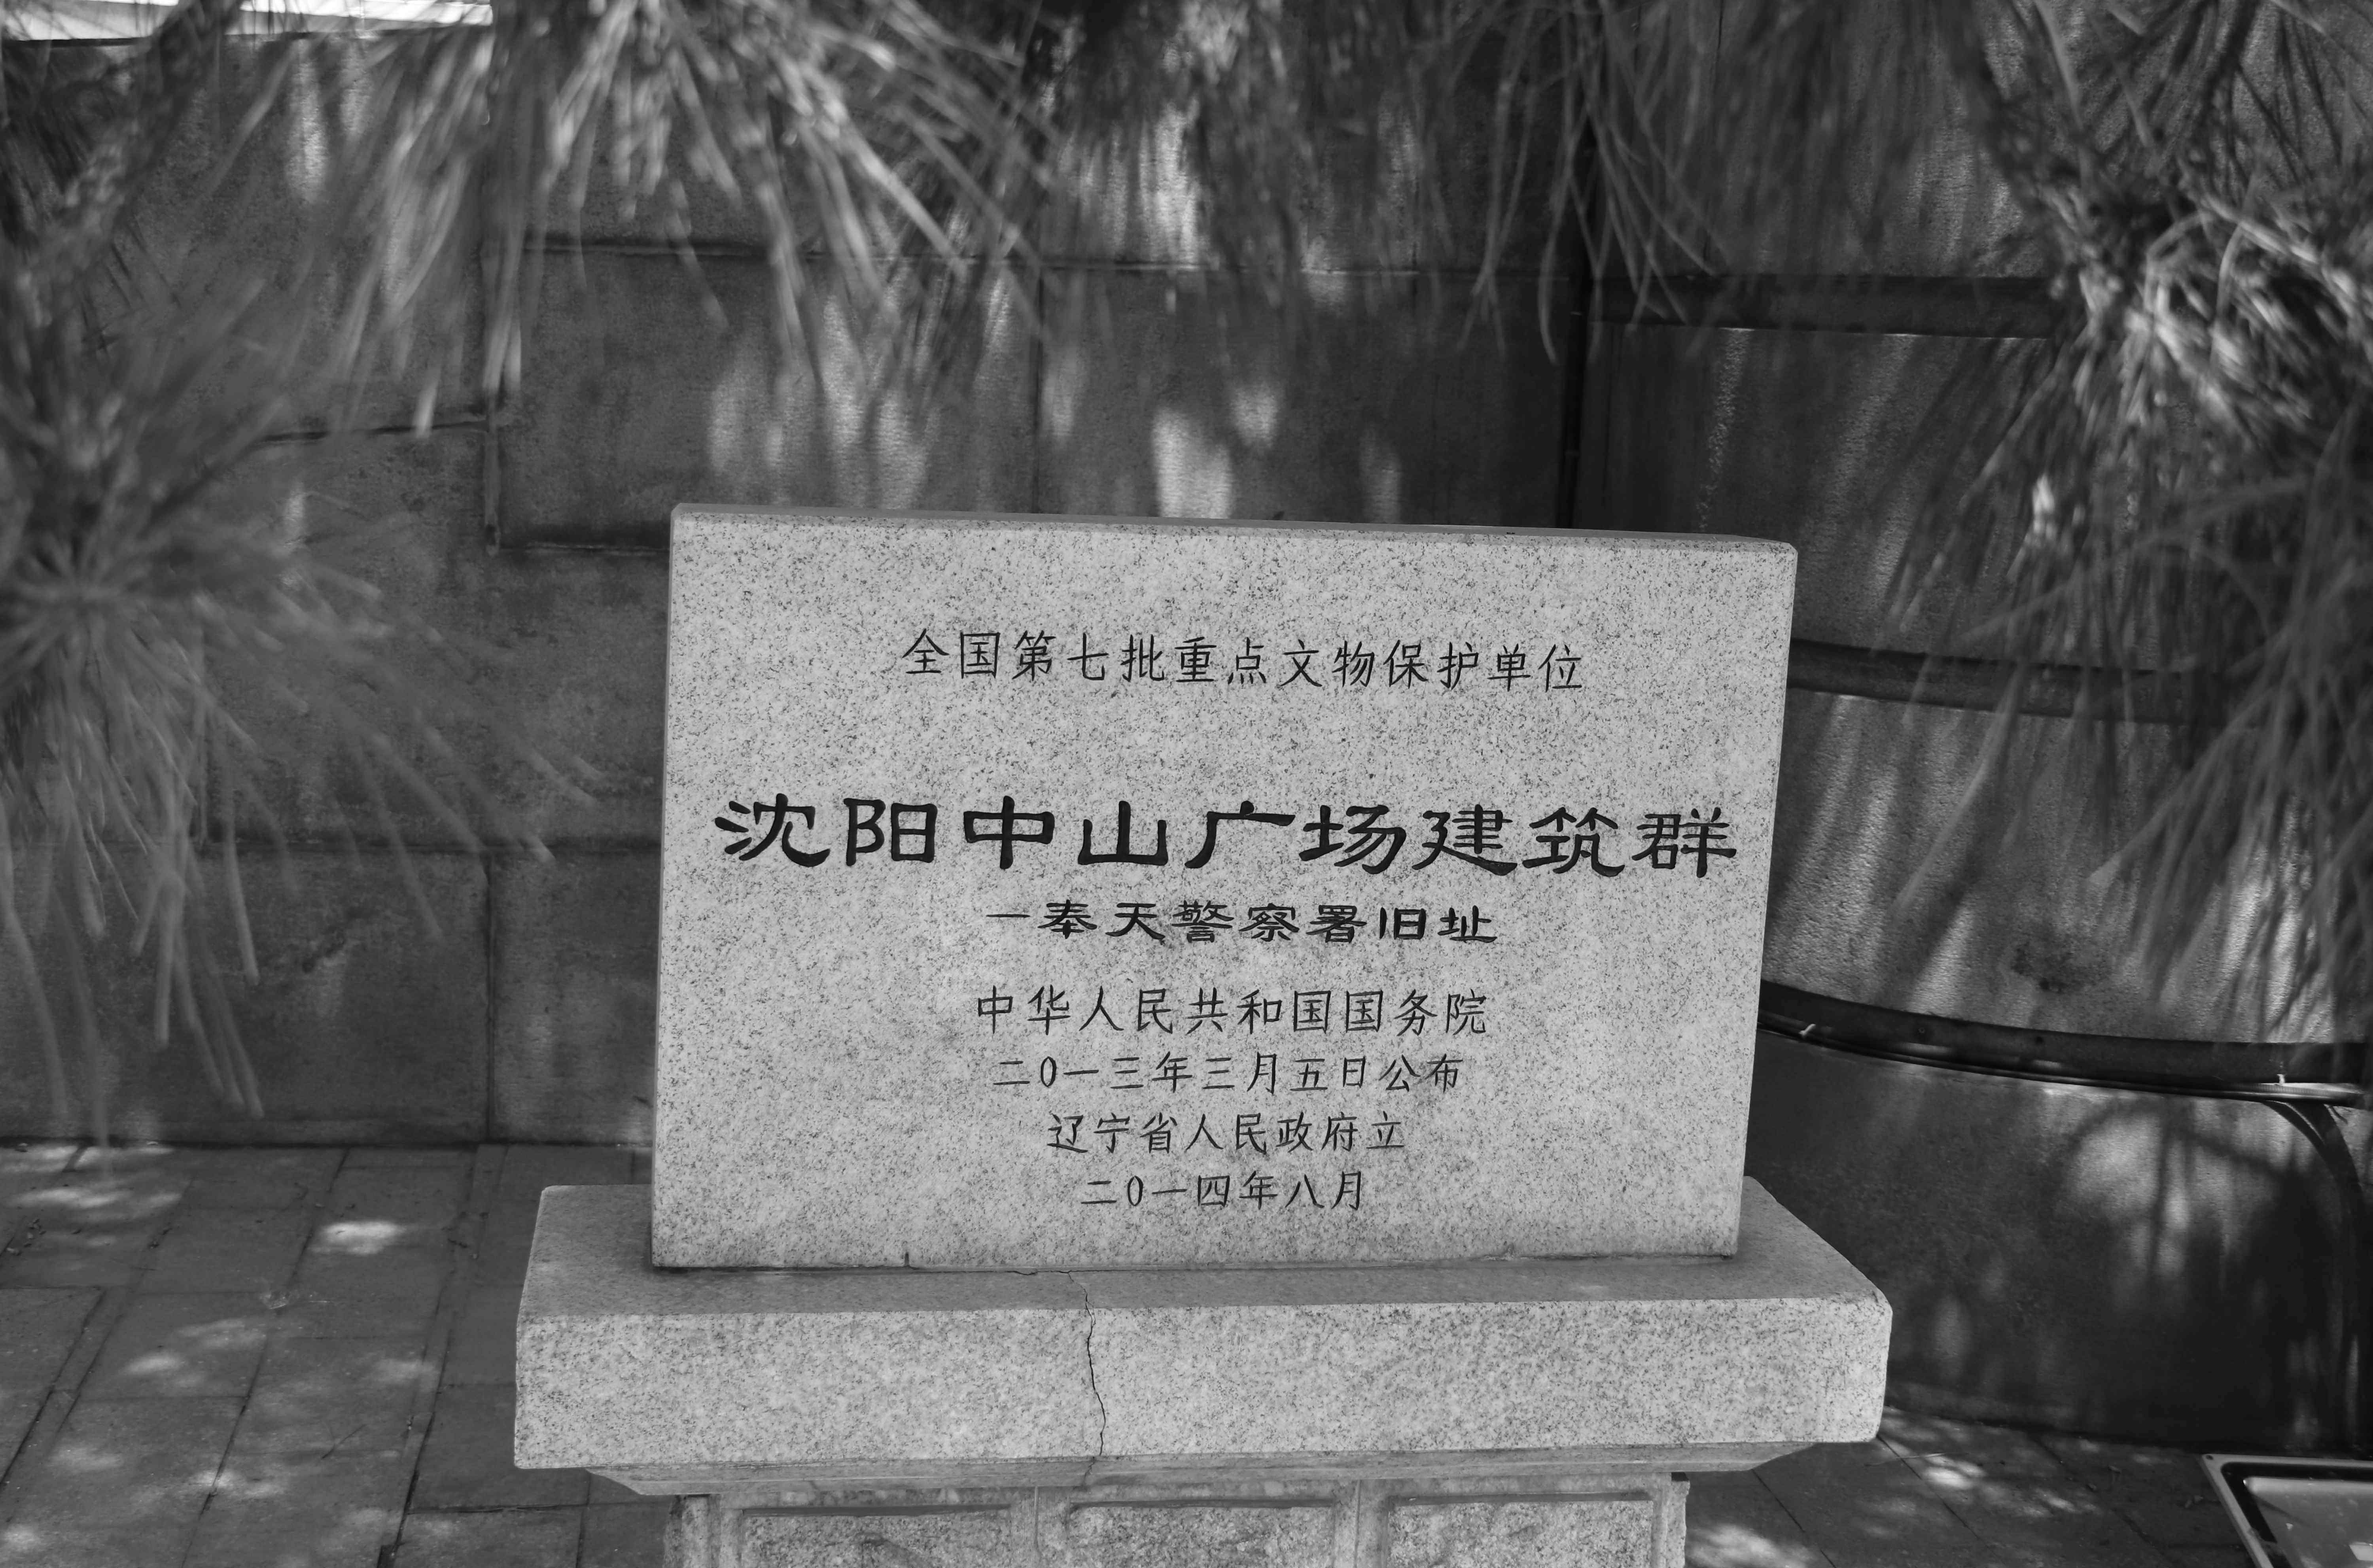 全国第七批重点文物保护单位
沈阳中山广场建筑群
—奉天警察署旧址
中华人民共和国国务院
二〇一三年三月五日公布
辽宁省人民政府立
二〇一四年八月